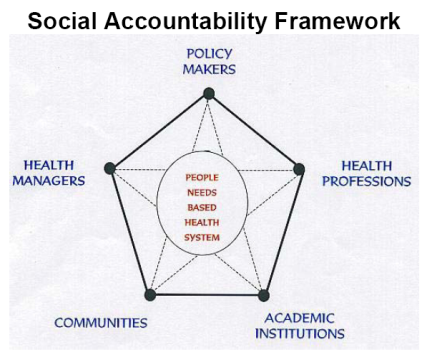 Social Accountability Framework
POLICY
MAKERS
HEALTH
MANAGERS
HEALTH
PROFESSIONS
PEOPLE
NEEDS
BASED
HEALTH
SYSTEM
COMMUNITIES
ACADEMIC
INSTITUTIONS